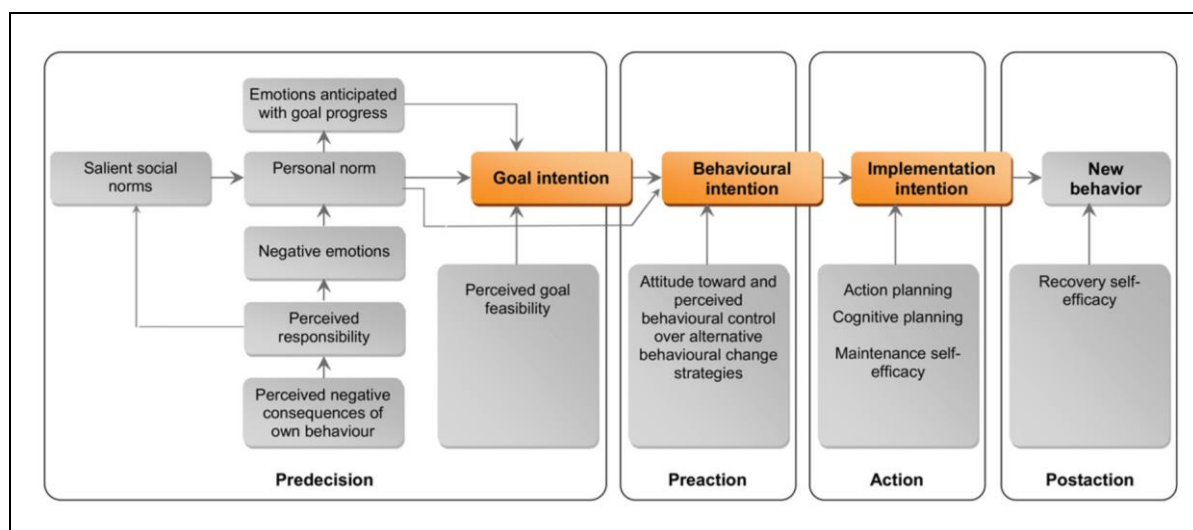 Emotions anticipated
with goal progress
Salient social
norms
Personal norm
Goal intention
Behavioural
intention
Implementation
intention
New
behavior
Negative emotions
Perceived
responsibility
Perceived negative
consequences of
own behaviour
Perceived goal
feasibility
Attitude toward and
perceived
behavioural control
over alternative
behavioural change
strategies
Action planning
Cognitive planning
Maintenance self-
efficacy
Recovery self-
efficacy
Predecision
Preaction
Action
Postaction